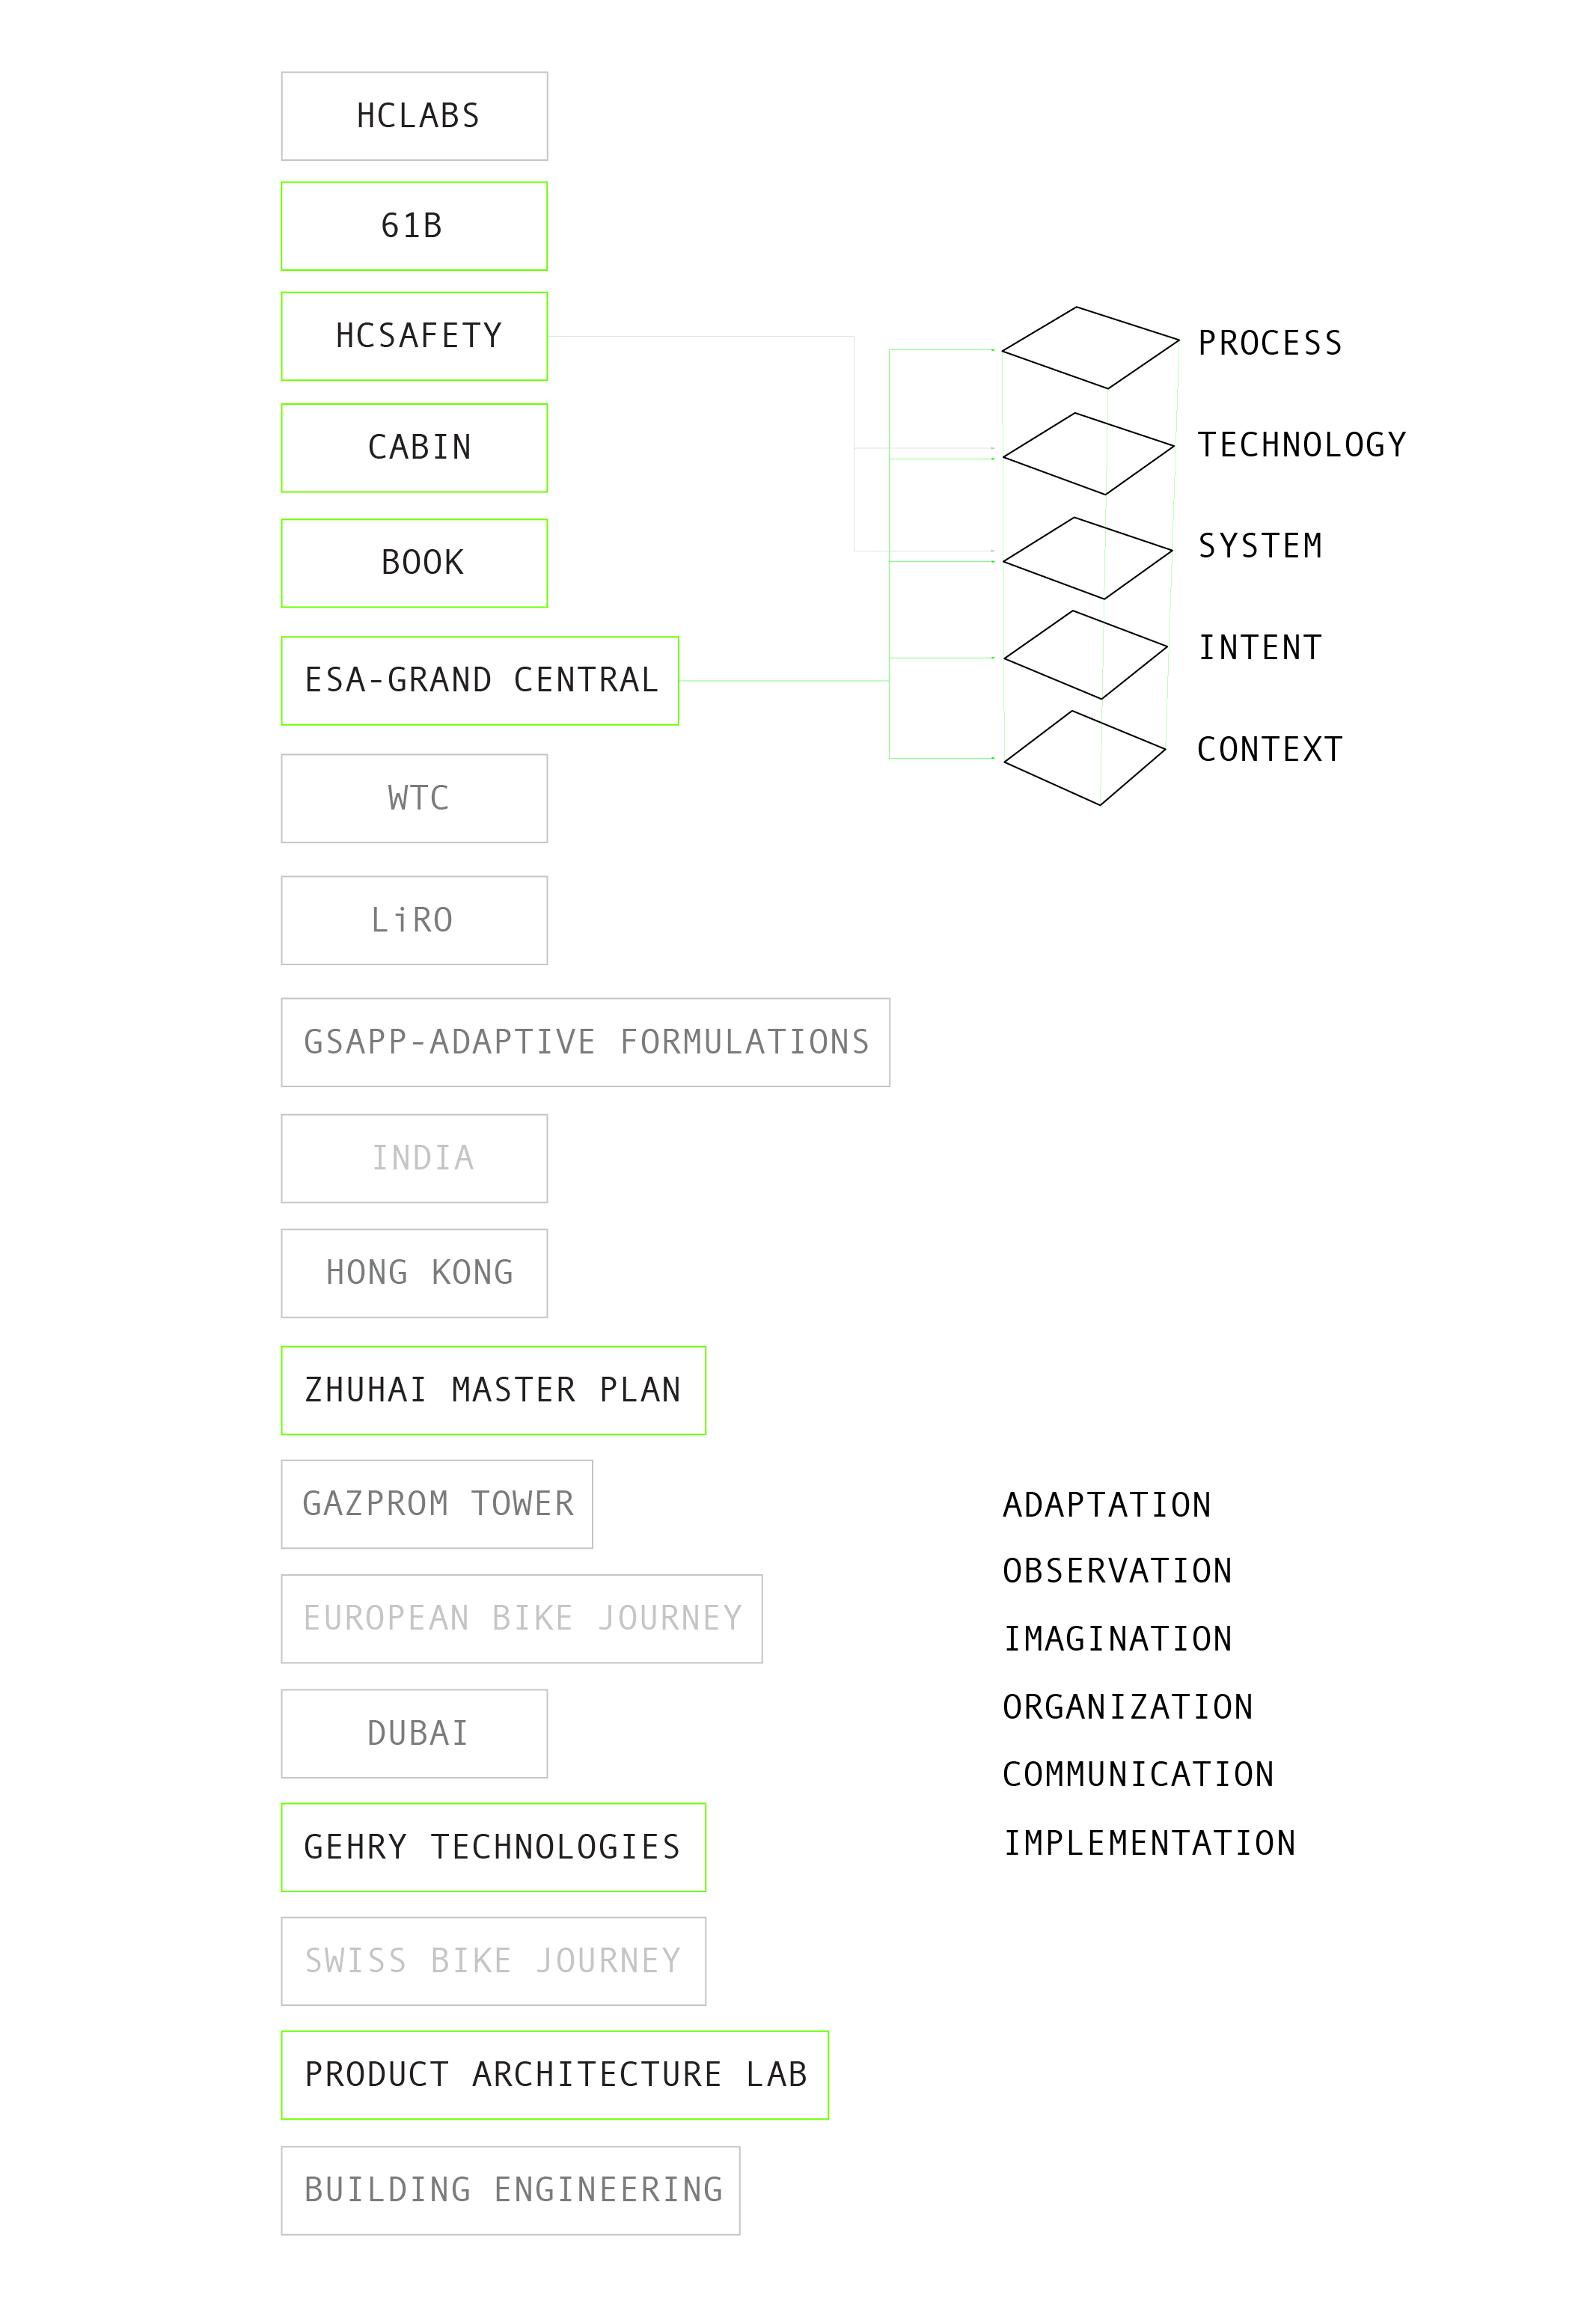 HCLABS
61B
HCSAFETY
CABIN
BOOK
ESA-GRAND CENTRAL
WTC
LiRO
GSAPP-ADAPTIVE FORMULATIONS
INDIA
HONG KONG
ZHUHAI MASTER PLAN
GAZPROM TOWER
EUROPEAN BIKE JOURNEY
DUBAI
GEHRY TECHNOLOGIES
SWISS BIKE JOURNEY
PRODUCT ARCHITECTURE LAB
BUILDING ENGINEERING
PROCESS
TECHNOLOGY
SYSTEM
INTENT
CONTEXT
ADAPTATION
OBSERVATION
IMAGINATION
ORGANIZATION
COMMUNICATION
IMPLEMENTATION